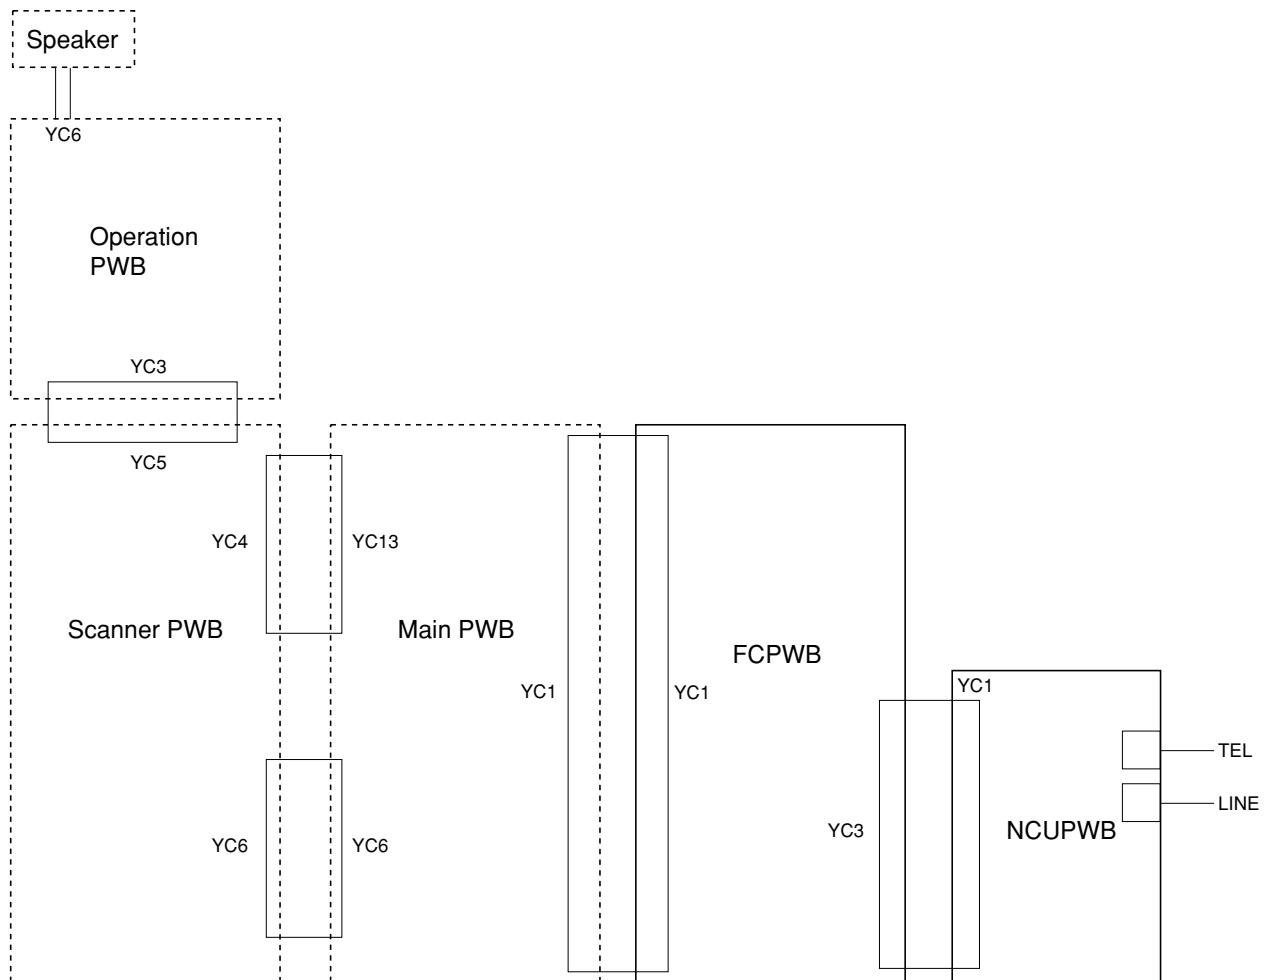 Speaker
YC6
Operation
PWB
YC3
YC5
YC4
YC13
Scanner PWB
Main PWB
FCPWB
YC1
YC1
YC1
TEL
LINE
YC3
NCUPWB
YC6
YC6